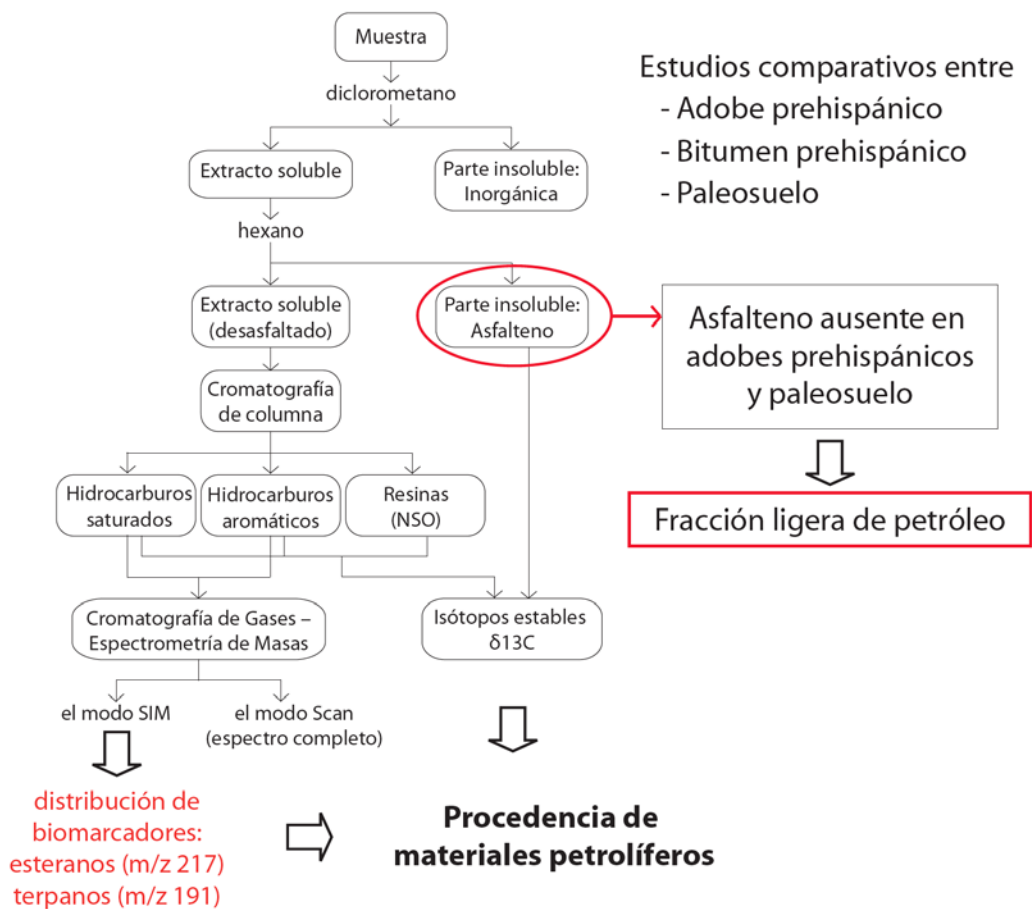 Muestra
diclorometano
Extracto soluble
Parte insoluble:
Inorgánica
hexano
Extracto soluble
(desasfaltado)
Parte insoluble:
Asfalteno
Cromatografía
de columna
Hidrocarburos
saturados
Hidrocarburos
aromáticos
Resinas
(NSO)
Cromatografía de Gases –
Espectrometría de Masas
Isótopos estables
δ13C
el modo SIM
el modo Scan
(espectro completo)
distribución de
biomarcadores:
esteranos (m/z 217)
terpanos (m/z 191)
Procedencia de
materiales petrolíferos
Estudios comparativos entre
- Adobe prehispánico
- Bitumen prehispánico
- Paleosuelo
Asfalteno ausente en
adobes prehispánicos
y paleosuelo
Fracción ligera de petróleo